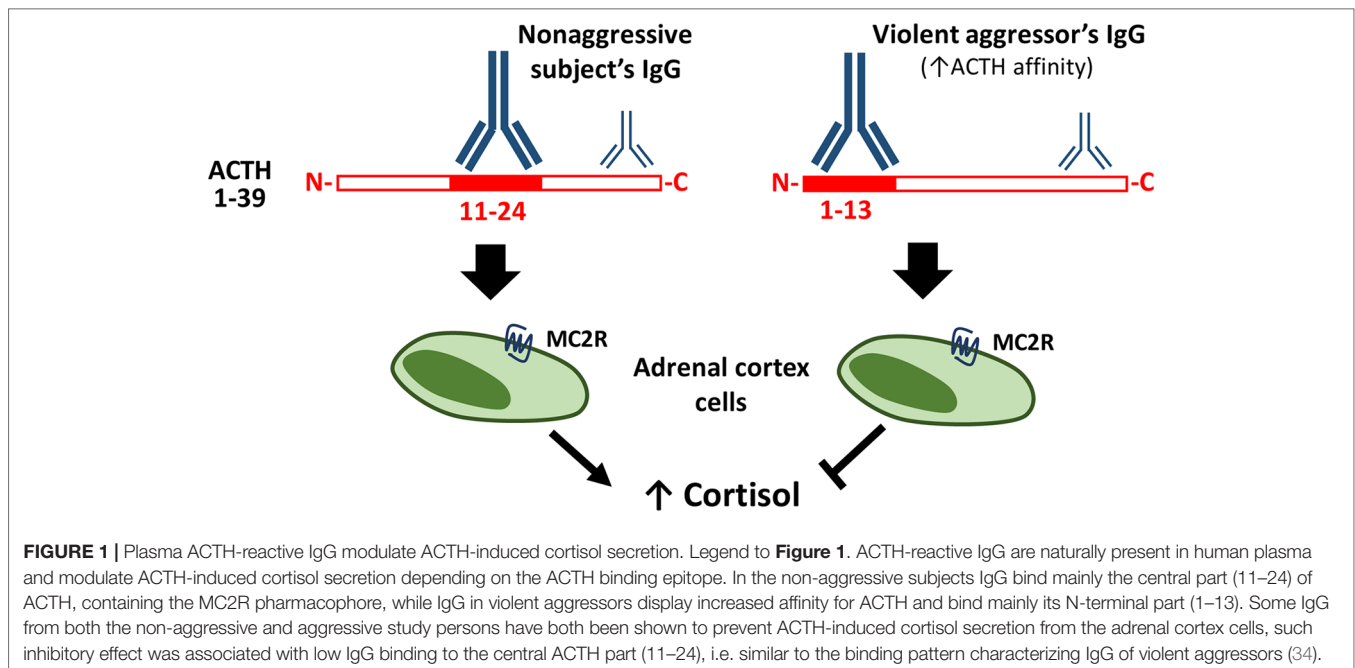 Nonaggressive
subject's IgG
Violent aggressor's IgG
(↑ACTH affinity)
ACTH
1-39
N-
-C
N-
-C
11-24
1-13
MC2R
MC2R
Adrenal cortex
cells
↑ Cortisol
FIGURE 1 | Plasma ACTH-reactive IgG modulate ACTH-induced cortisol secretion. Legend to Figure 1. ACTH-reactive IgG are naturally present in human plasma
and modulate ACTH-induced cortisol secretion depending on the ACTH binding epitope. In the non-aggressive subjects IgG bind mainly the central part (11–24) of
ACTH, containing the MC2R pharmacophore, while IgG in violent aggressors display increased affinity for ACTH and bind mainly its N-terminal part (1–13). Some IgG
from both the non-aggressive and aggressive study persons have both been shown to prevent ACTH-induced cortisol secretion from the adrenal cortex cells, such
inhibitory effect was associated with low IgG binding to the central ACTH part (11–24), i.e. similar to the binding pattern characterizing IgG of violent aggressors (34).